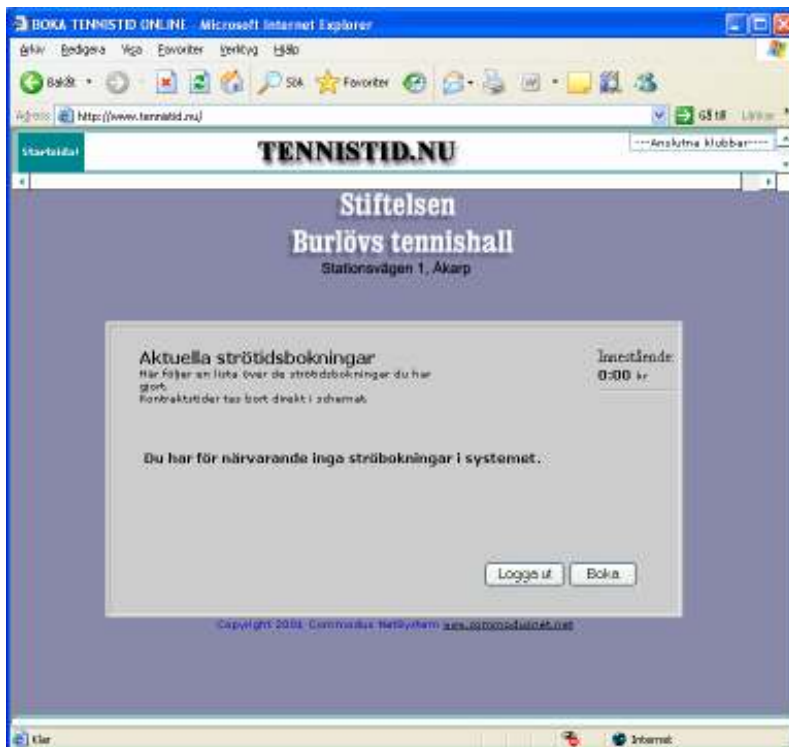 BOKA TENNISTID ONLINE - Microsoft Internet Explorer
Arkiv Redigera Visa Favoriter Verktyg Hjälp
Bakåt Sök Favoriter
Adress http://www.tennistid.nu/ Gå till Länkar
Startsida! TENNISTID.NU ---Anslutna klubbar----
Stiftelsen
Burlövs tennishall
Stationsvägen 1, Åkarp
Aktuella strötidsbokningar
Här följer en lista över de strötidsbokningar du har
gjort.
Kontraktstider tas bort direkt i schemat.
Innestående:
0:00 kr
Du har för närvarande inga ströbokningar i systemet.
Logga ut Boka
Copyright 2001 Commodus NetSystem www.commodusnet.net
Klar Internet